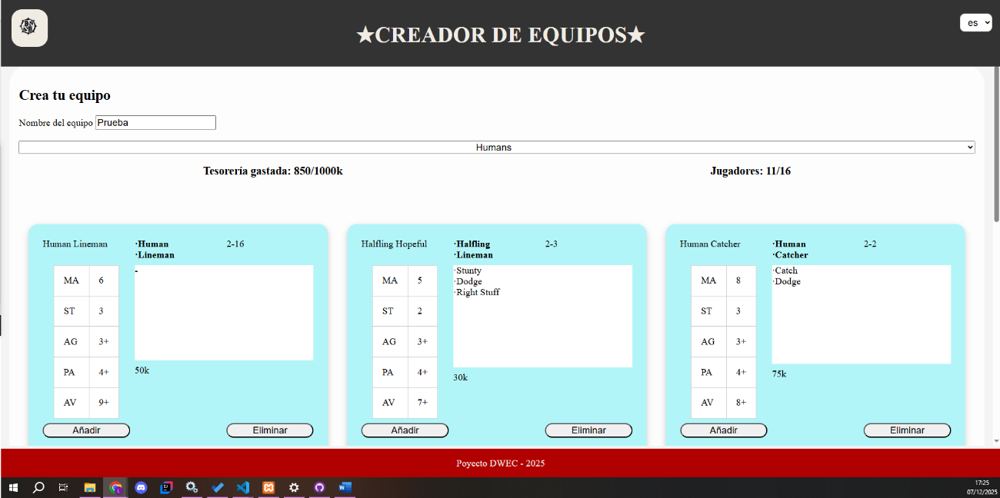 ★CREADOR DE EQUIPOS★
es
Crea tu equipo
Nombre del equipo Prueba
Humans
Tesorería gastada: 850/1000k
Jugadores: 11/16
Human Lineman
·Human
·Lineman
2-16
MA 6
ST 3
AG 3+
PA 4+
AV 9+
-
50k
Añadir
Eliminar
Halfling Hopeful
·Halfling
·Lineman
2-3
MA 5
ST 2
AG 3+
PA 4+
AV 7+
·Stunty
·Dodge
·Right Stuff
30k
Añadir
Eliminar
Human Catcher
·Human
·Catcher
2-2
MA 8
ST 3
AG 3+
PA 4+
AV 8+
·Catch
·Dodge
75k
Añadir
Eliminar
Poyecto DWEC - 2025
17:25
07/12/2025